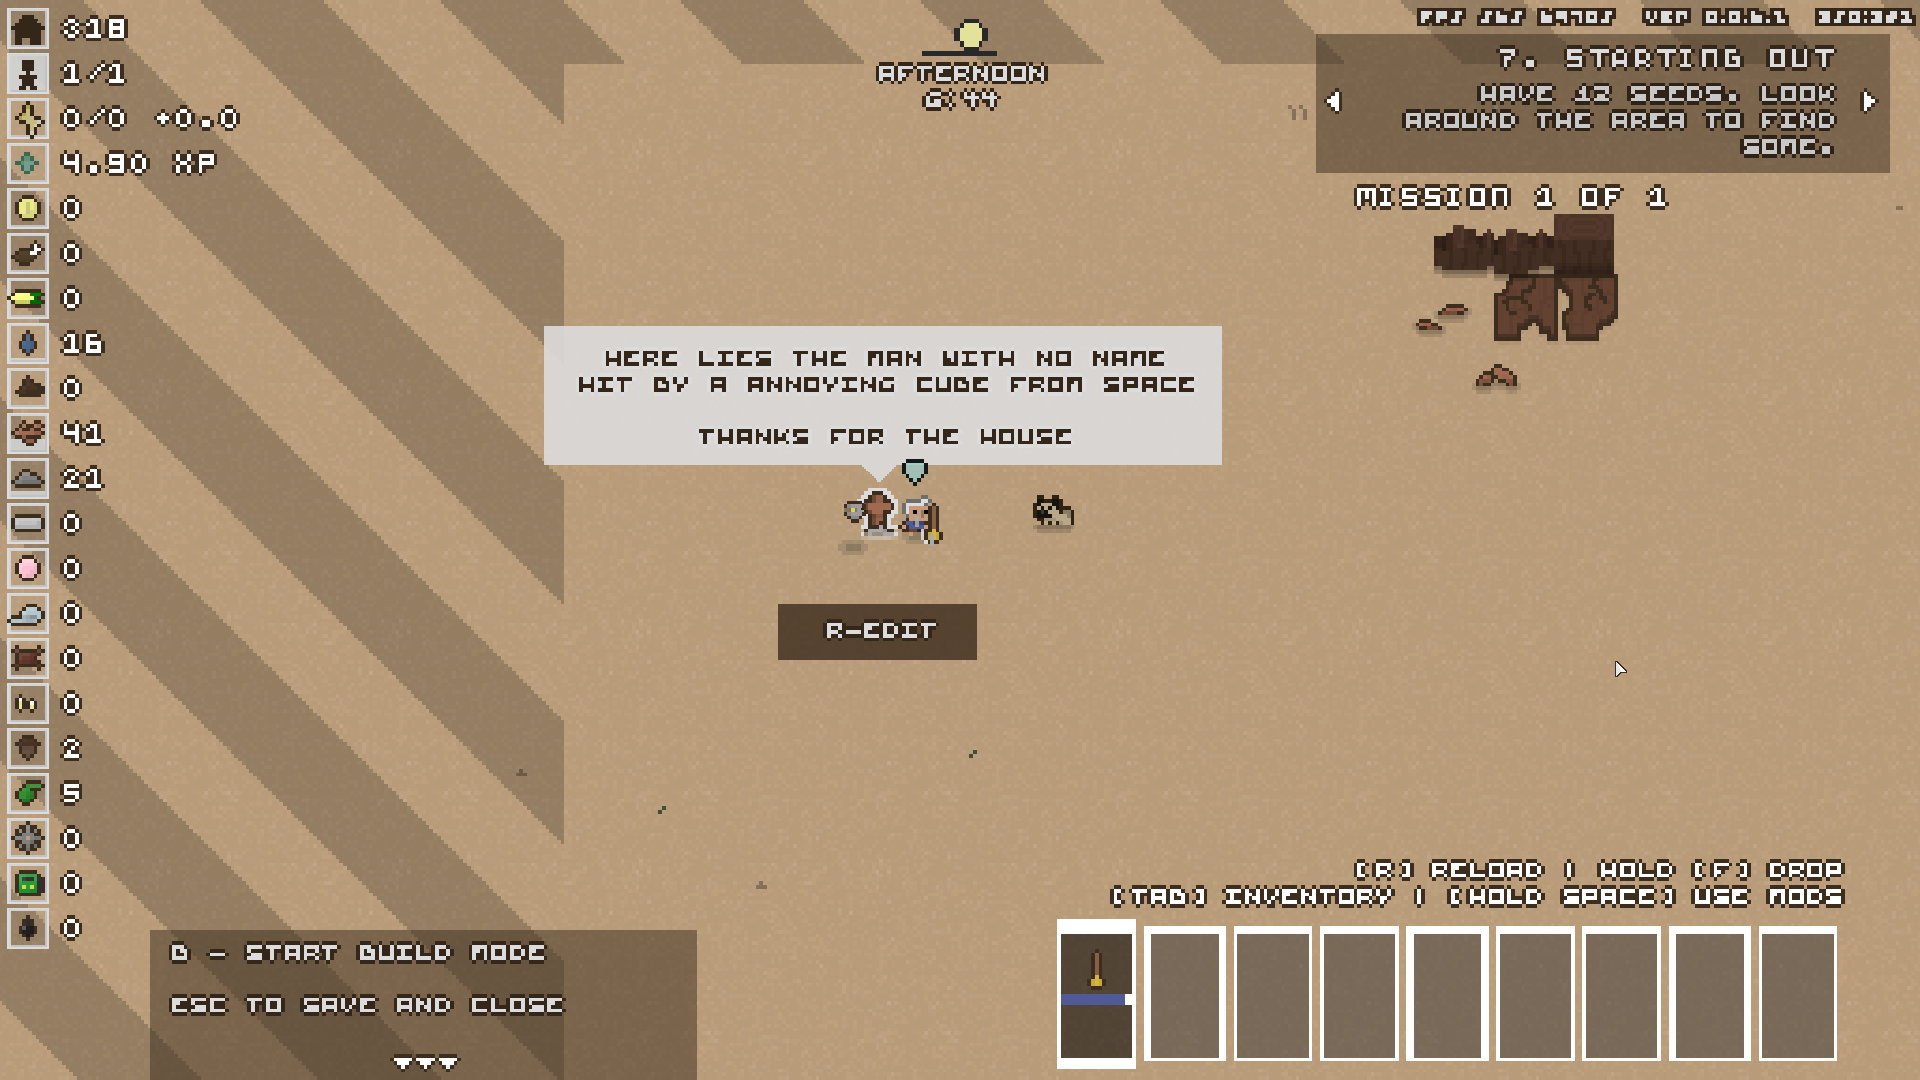 318
1/1
0/0 +0.0
4.90 XP
0
0
0
16
0
41
21
0
0
0
0
0
2
5
0
0
0
AFTERNOON
G:44
FPS 565 6970S VER 0.0.6.1
7. STARTING OUT
HAVE 12 SEEDS. LOOK
AROUND THE AREA TO FIND
SOME.
MISSION 1 OF 1
HERE LIES THE MAN WITH NO NAME
HIT BY A ANNOYING CUBE FROM SPACE
THANKS FOR THE HOUSE
R-EDIT
B - START BUILD MODE
ESC TO SAVE AND CLOSE
[R] RELOAD | HOLD [F] DROP
[TAB] INVENTORY | [HOLD SPACE] USE MODS